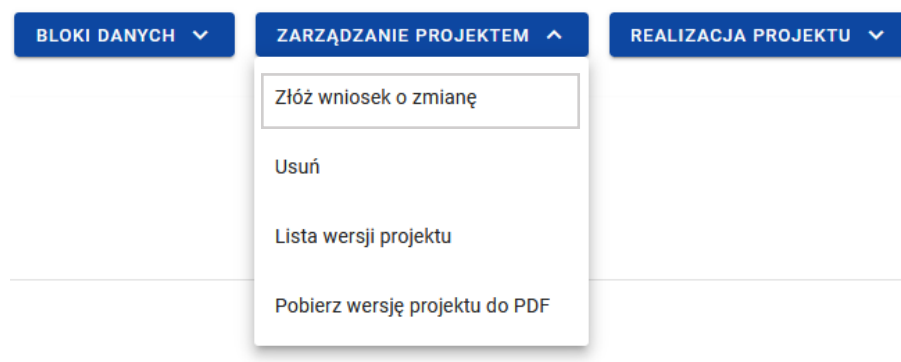 BLOKI DANYCH
ZARZĄDZANIE PROJEKTEM
REALIZACJA PROJEKTU
Złóż wniosek o zmianę
Usuń
Lista wersji projektu
Pobierz wersję projektu do PDF